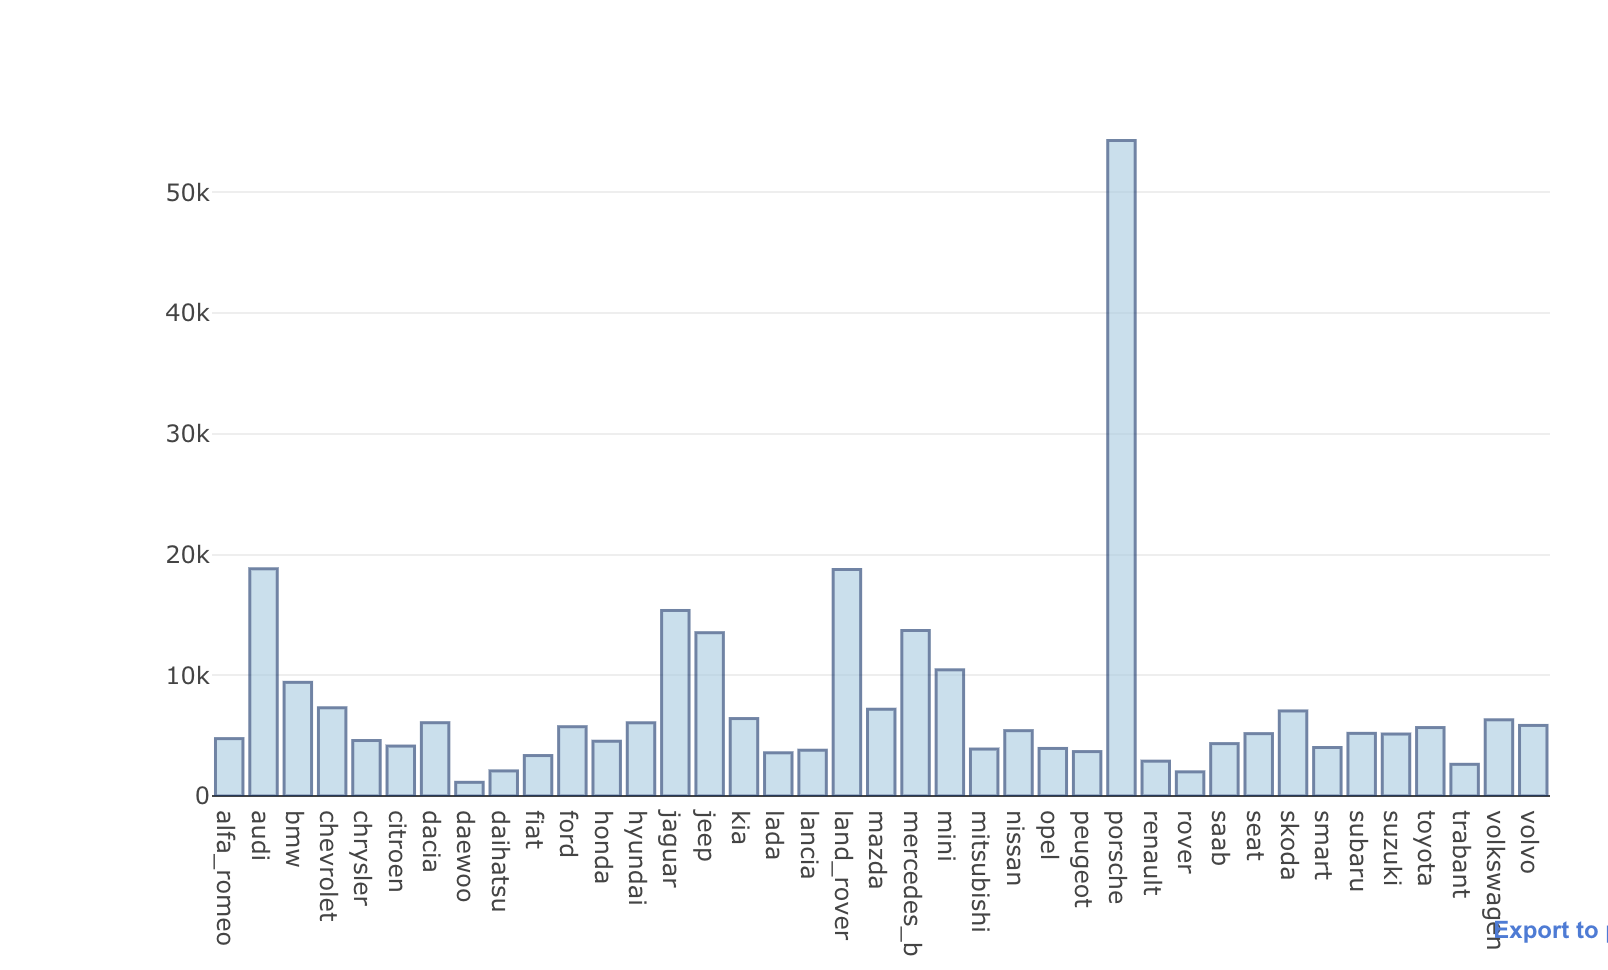 50k
40k
30k
20k
10k
0
alfa_romeo
audi
bmw
chevrolet
chrysler
citroen
dacia
daewoo
daihatsu
fiat
ford
honda
hyundai
jaguar
jeep
kia
lada
lancia
land_rover
mazda
mercedes_b
mini
mitsubishi
nissan
opel
peugeot
porsche
renault
rover
saab
seat
skoda
smart
subaru
suzuki
toyota
trabant
volkswagen
volvo
Export to